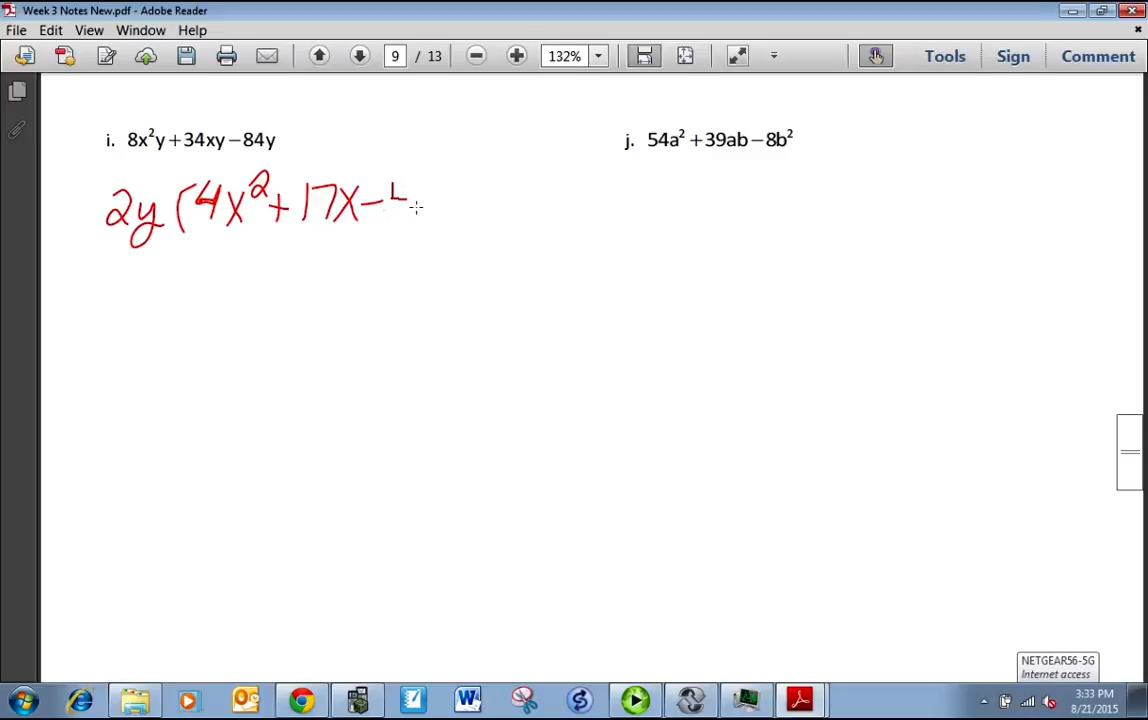 Week 3 Notes New.pdf - Adobe Reader
File Edit View Window Help
9 / 13 132% Tools Sign Comment
i. 8x²y+34xy−84y j. 54a²+39ab−8b²
2y (4x²+17x−4
NETGEAR56-5G
Internet access
3:33 PM
8/21/2015